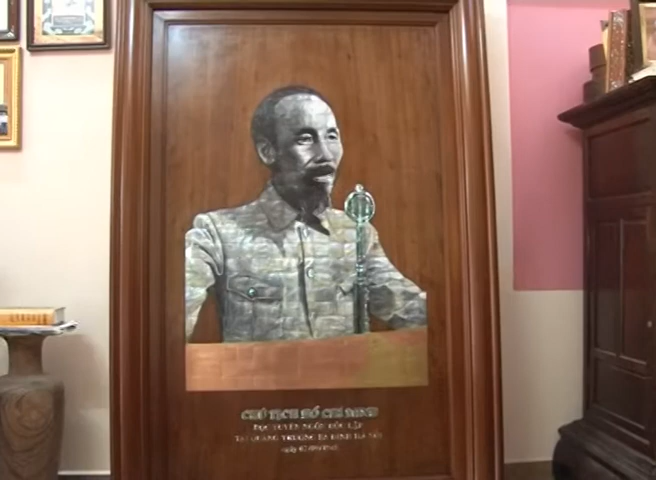 CHỦ TỊCH HỒ CHÍ MINH
ĐỌC TUYÊN NGÔN ĐỘC LẬP
TẠI QUẢNG TRƯỜNG BA ĐÌNH HÀ NỘI